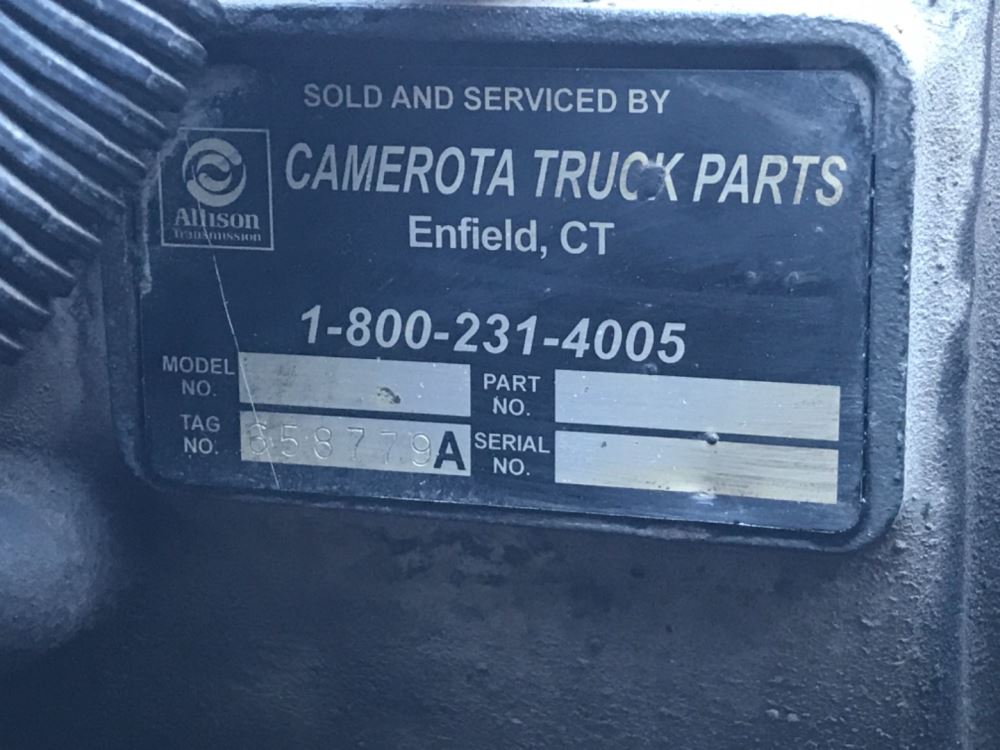 SOLD AND SERVICED BY
Allison
Transmission
CAMEROTA TRUCK PARTS
Enfield, CT
1-800-231-4005
MODEL NO.
PART NO.
TAG NO. 658779A
SERIAL NO.